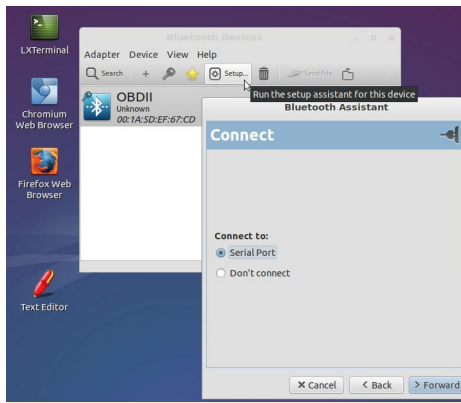 LXTerminal
Chromium
Web Browser
Firefox Web
Browser
Text Editor
Bluetooth Devices
Adapter Device View Help
Search Setup... Send File
OBDII
Unknown
00:1A:5D:EF:67:CD
Run the setup assistant for this device
Bluetooth Assistant
Connect
Connect to:
Serial Port
Don't connect
Cancel Back Forward